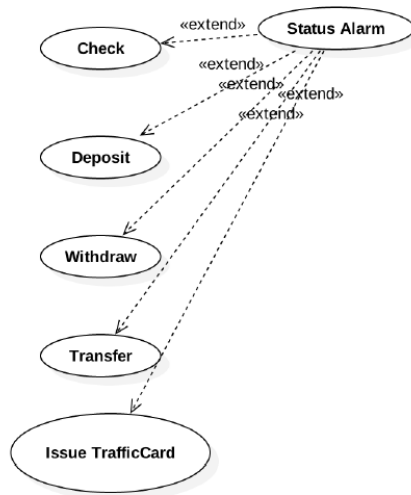 Status Alarm
«extend»
Check
«extend»
«extend»
«extend»
«extend»
Deposit
Withdraw
Transfer
Issue TrafficCard